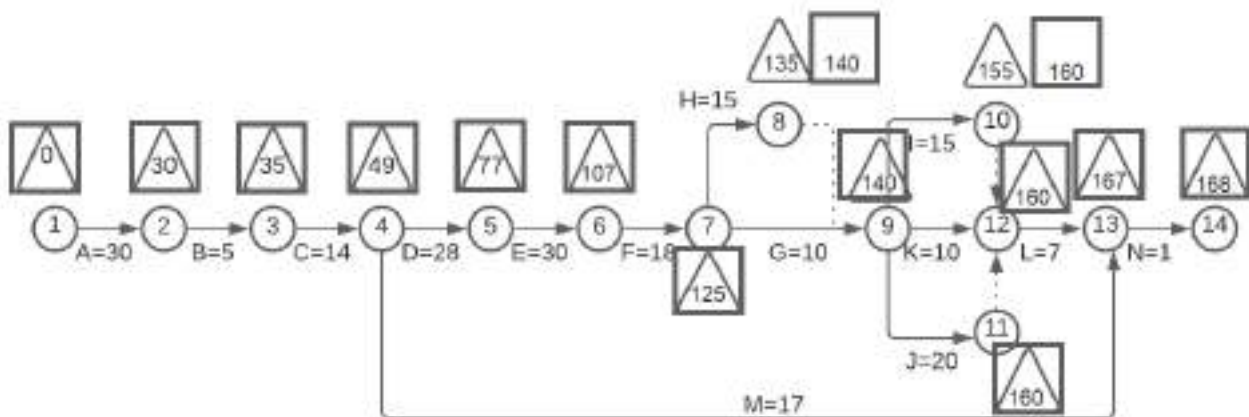 135 140 155 160
H=15
8 10
0 30 35 49 77 107 140 =15 160 167 168
1 2 3 4 5 6 7 9 12 13 14
A=30 B=5 C=14 D=28 E=30 F=18 G=10 K=10 L=7 N=1
125
11
J=20
160
M=17